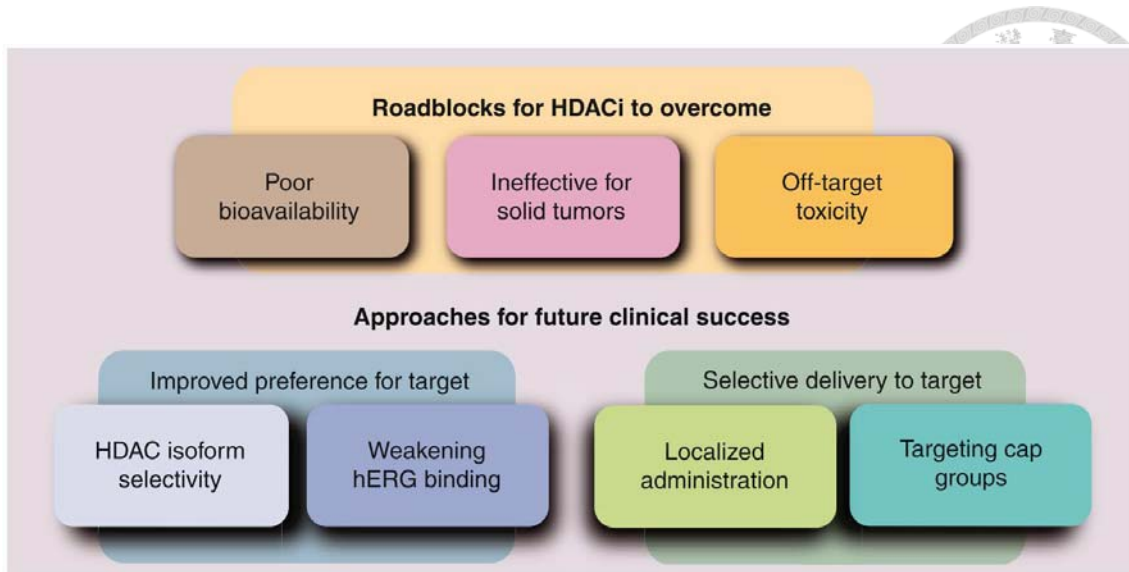 Roadblocks for HDACi to overcome
Poor
bioavailability
Ineffective for
solid tumors
Off-target
toxicity
Approaches for future clinical success
Improved preference for target
HDAC isoform
selectivity
Weakening
hERG binding
Selective delivery to target
Localized
administration
Targeting cap
groups